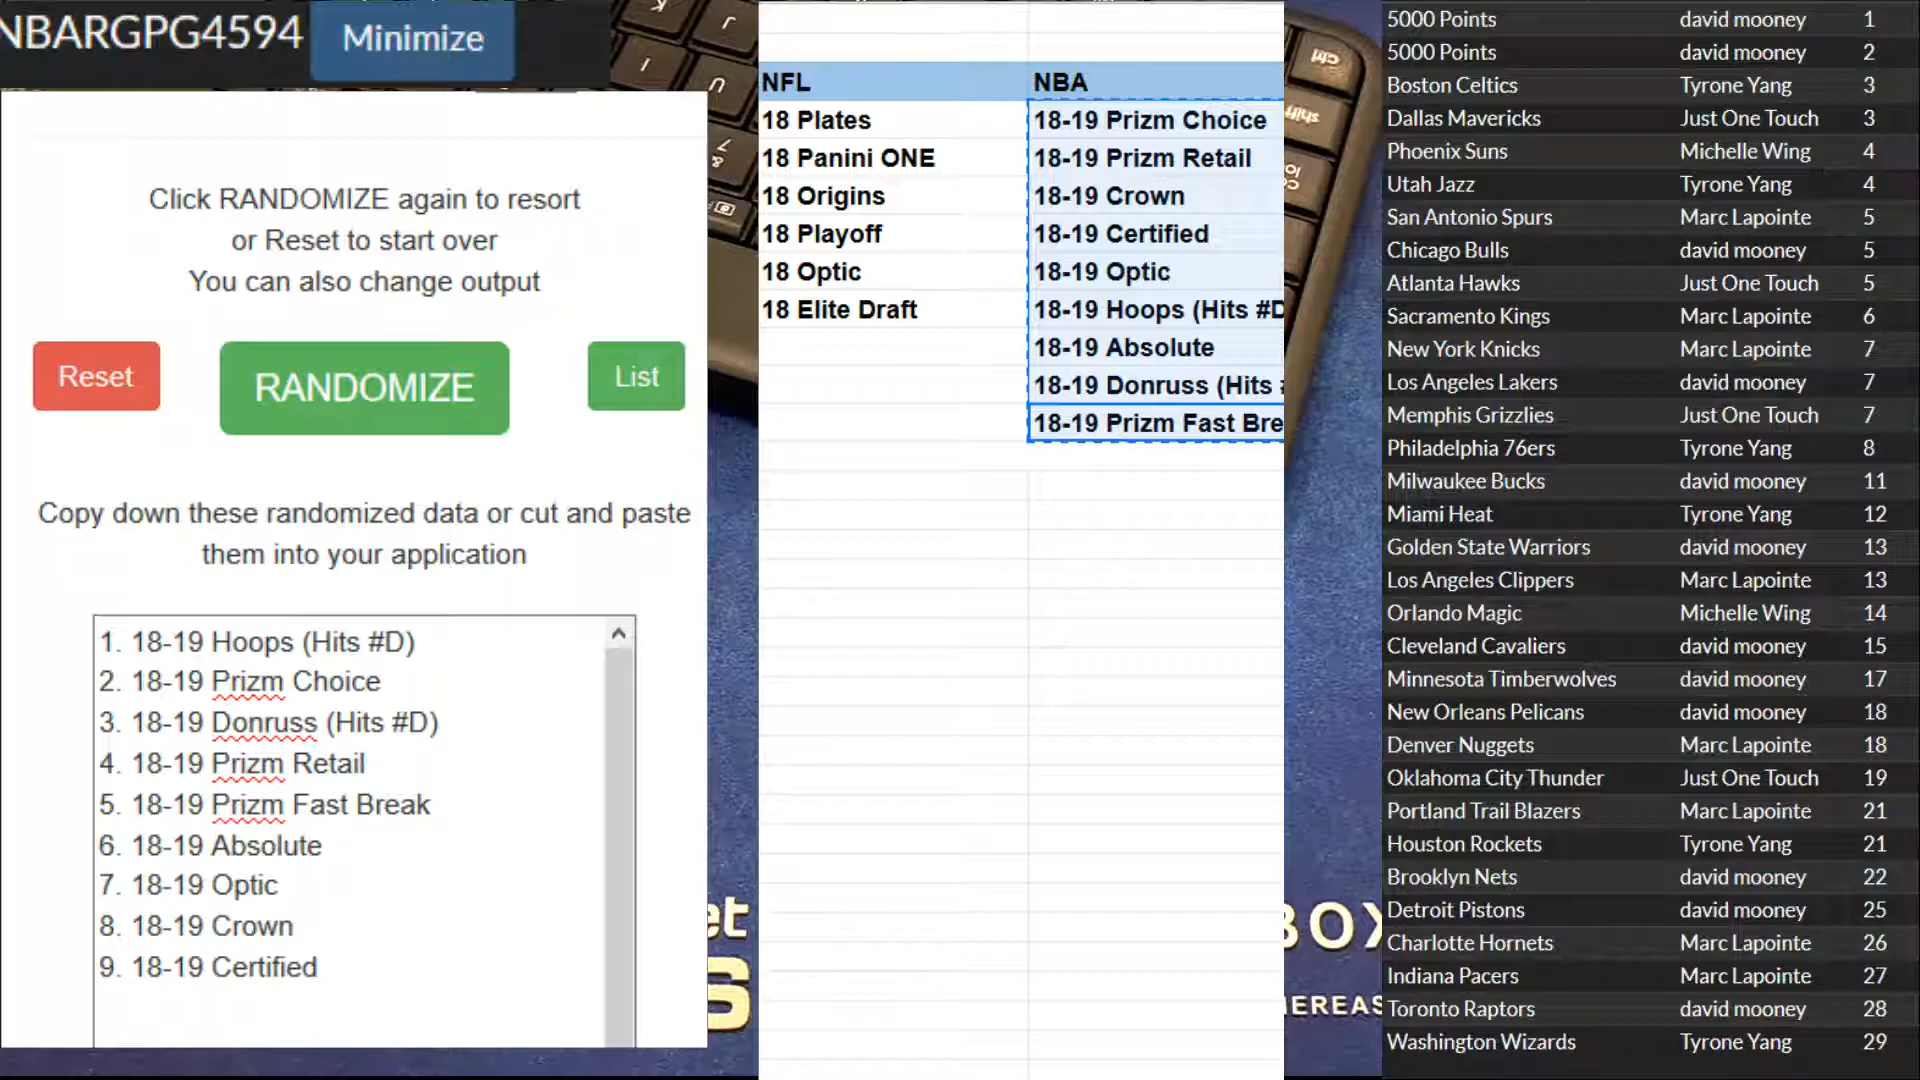 NBARGPG4594
Minimize
Click RANDOMIZE again to resort
or Reset to start over
You can also change output
Reset
RANDOMIZE
List
Copy down these randomized data or cut and paste
them into your application
1. 18-19 Hoops (Hits #D)
2. 18-19 Prizm Choice
3. 18-19 Donruss (Hits #D)
4. 18-19 Prizm Retail
5. 18-19 Prizm Fast Break
6. 18-19 Absolute
7. 18-19 Optic
8. 18-19 Crown
9. 18-19 Certified
NFL NBA
18 Plates 18-19 Prizm Choice
18 Panini ONE 18-19 Prizm Retail
18 Origins 18-19 Crown
18 Playoff 18-19 Certified
18 Optic 18-19 Optic
18 Elite Draft 18-19 Hoops (Hits #D
18-19 Absolute
18-19 Donruss (Hits
18-19 Prizm Fast Bre
ctrl
shift
BOX
HEREAS
5000 Points david mooney 1
5000 Points david mooney 2
Boston Celtics Tyrone Yang 3
Dallas Mavericks Just One Touch 3
Phoenix Suns Michelle Wing 4
Utah Jazz Tyrone Yang 4
San Antonio Spurs Marc Lapointe 5
Chicago Bulls david mooney 5
Atlanta Hawks Just One Touch 5
Sacramento Kings Marc Lapointe 6
New York Knicks Marc Lapointe 7
Los Angeles Lakers david mooney 7
Memphis Grizzlies Just One Touch 7
Philadelphia 76ers Tyrone Yang 8
Milwaukee Bucks david mooney 11
Miami Heat Tyrone Yang 12
Golden State Warriors david mooney 13
Los Angeles Clippers Marc Lapointe 13
Orlando Magic Michelle Wing 14
Cleveland Cavaliers david mooney 15
Minnesota Timberwolves david mooney 17
New Orleans Pelicans david mooney 18
Denver Nuggets Marc Lapointe 18
Oklahoma City Thunder Just One Touch 19
Portland Trail Blazers Marc Lapointe 21
Houston Rockets Tyrone Yang 21
Brooklyn Nets david mooney 22
Detroit Pistons david mooney 25
Charlotte Hornets Marc Lapointe 26
Indiana Pacers Marc Lapointe 27
Toronto Raptors david mooney 28
Washington Wizards Tyrone Yang 29